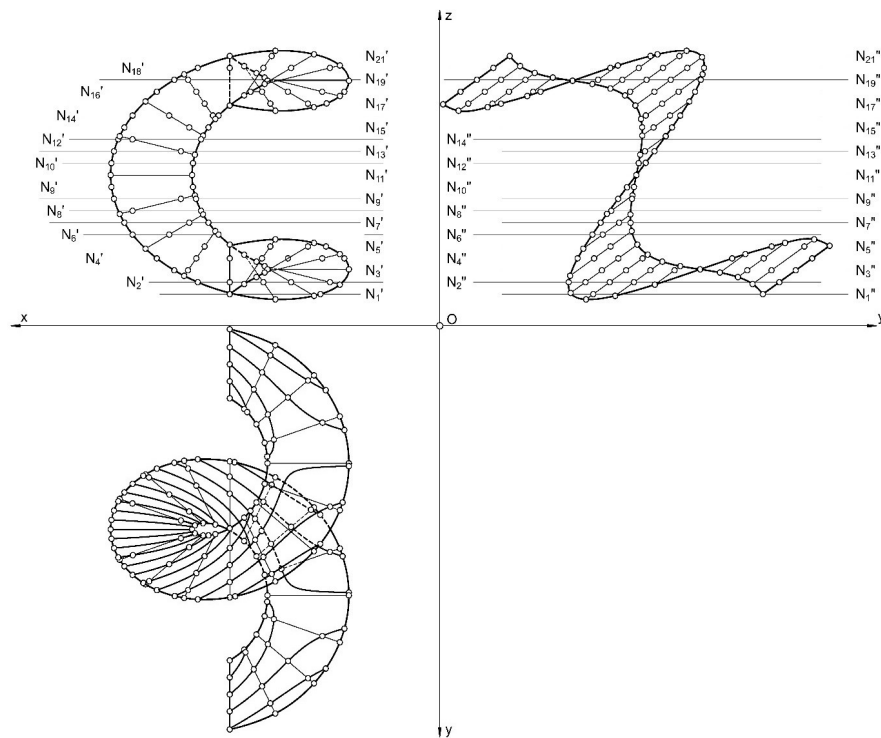 z
N₁₈'
N₂₁'
N₂₁"
N₁₉'
N₁₉"
N₁₆'
N₁₇'
N₁₇"
N₁₄'
N₁₅'
N₁₅"
N₁₂'
N₁₄"
N₁₃'
N₁₃"
N₁₀'
N₁₂"
N₁₁'
N₁₁"
N₉'
N₁₀"
N₉'
N₉"
N₈'
N₈"
N₇'
N₇"
N₆'
N₆"
N₅'
N₅"
N₄'
N₄"
N₃'
N₃"
N₂'
N₂"
N₁'
N₁"
x
O
y
y